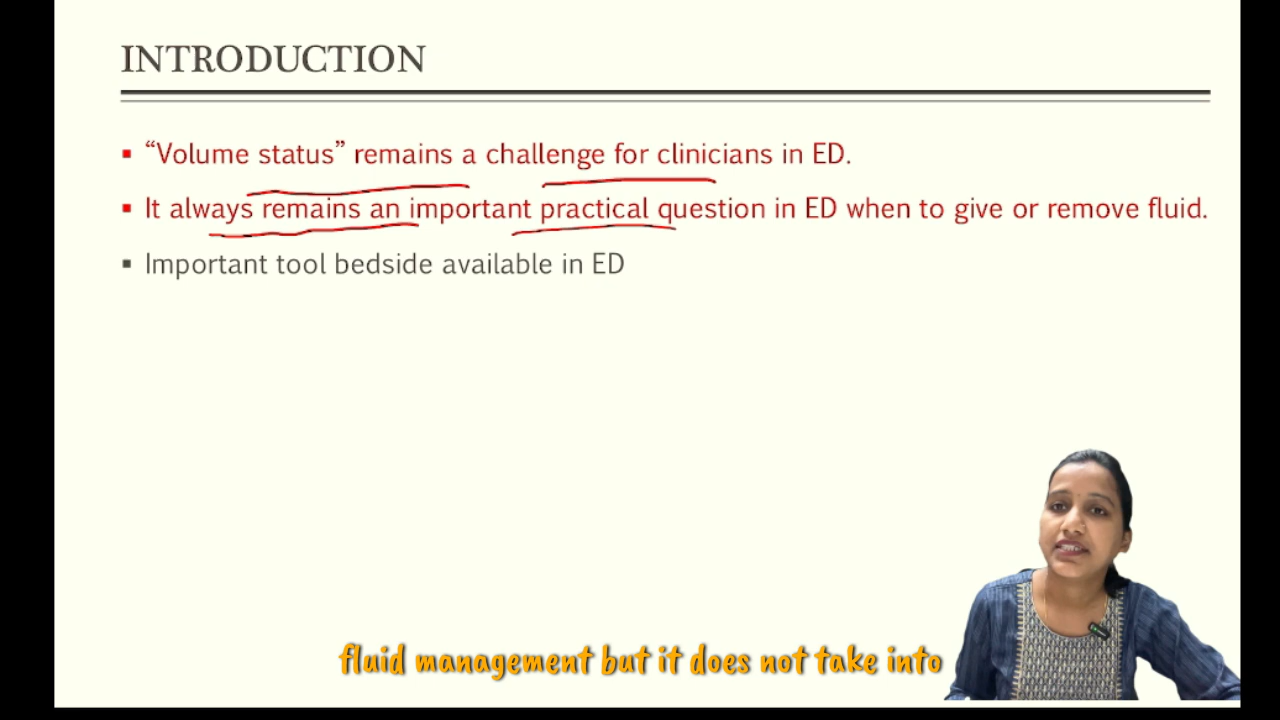 INTRODUCTION
“Volume status” remains a challenge for clinicians in ED.
It always remains an important practical question in ED when to give or remove fluid.
Important tool bedside available in ED
fluid management but it does not take into